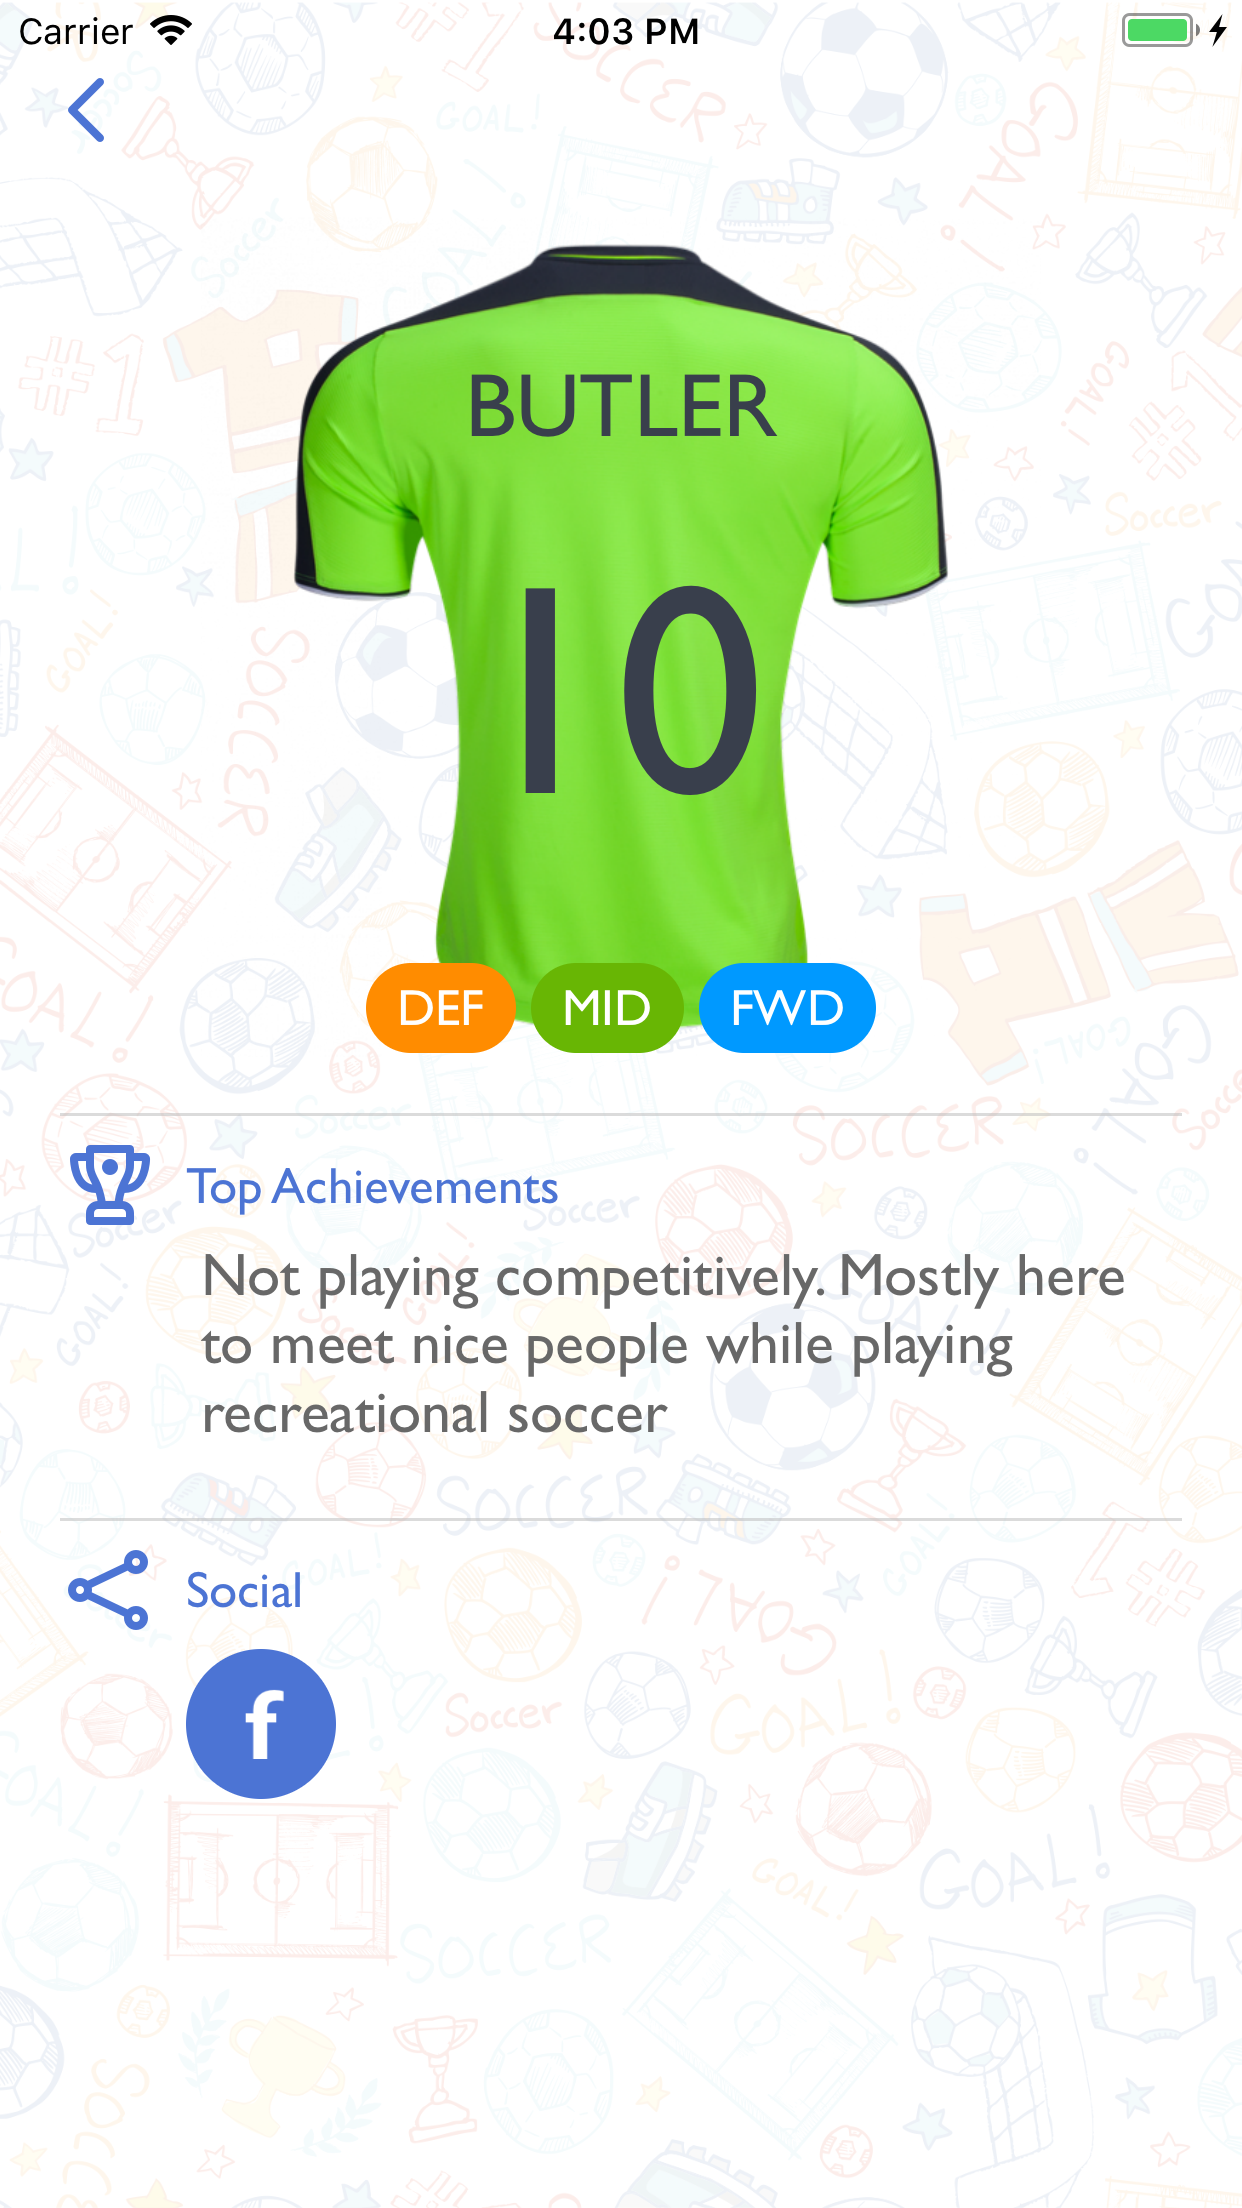 Carrier 4:03 PM
BUTLER
10
DEF MID FWD
Top Achievements
Not playing competitively. Mostly here
to meet nice people while playing
recreational soccer
Social
f